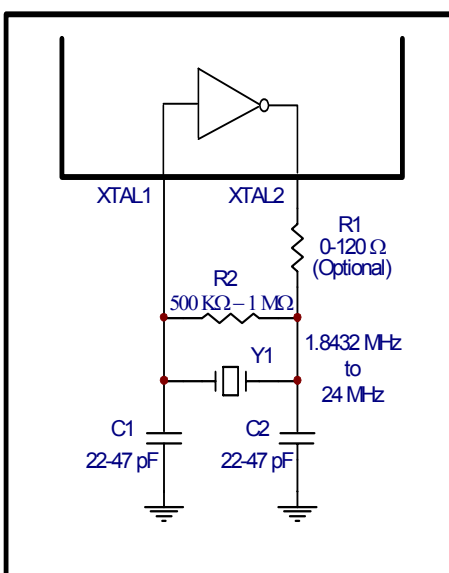 XTAL1
XTAL2
R1
0-120 Ω
(Optional)
R2
500 KΩ – 1 MΩ
Y1
1.8432 MHz
to
24 MHz
C1
22-47 pF
C2
22-47 pF